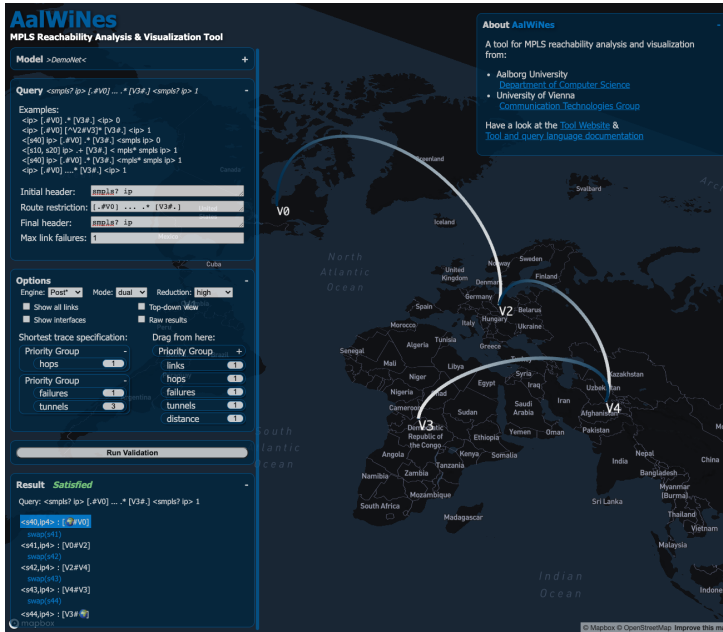 AalWiNes
MPLS Reachability Analysis & Visualization Tool
Model >DemoNet< +
Query <smpls? ip> [.#V0] ... .* [V3#.] <smpls? ip> 1 -
Examples:
<ip> [.#V0] .* [V3#.] <ip> 0
<ip> [.#V0] [^V2#V3]* [V3#.] <ip> 1
<[s40] ip> [.#V0] .* [V3#.] <smpls ip> 0
<[s10, s20] ip> .+ [V3#.] < mpls* smpls ip> 1
<[s40] ip> [.#V0] .* [V3#.] <mpls* smpls ip> 1
<ip> [.#V0] ....* [V3#.] <ip> 1
Initial header: smpls? ip
Route restriction: [.#V0] ... .* [V3#.]
Final header: smpls? ip
Max link failures: 1
Options -
Engine: Post* Mode: dual Reduction: high
Show all links Top-down view
Show interfaces Raw results
Shortest trace specification: Drag from here:
Priority Group -
hops 1
Priority Group -
failures 1
tunnels 3
Priority Group +
links 1
hops 1
failures 1
tunnels 1
distance 1
Run Validation
Result Satisfied -
Query: <smpls? ip> [.#V0] ... .* [V3#.] <smpls? ip> 1
<s40,ip4> : [#V0]
swap(s41)
<s41,ip4> : [V0#V2]
swap(s42)
<s42,ip4> : [V2#V4]
swap(s43)
<s43,ip4> : [V4#V3]
swap(s44)
<s44,ip4> : [V3#]
mapbox
About AalWiNes -
A tool for MPLS reachability analysis and visualization
from:
• Aalborg University
Department of Computer Science
• University of Vienna
Communication Technologies Group
Have a look at the Tool Website &
Tool and query language documentation
Greenland
Svalbard
V0
Iceland
North
Atlantic
Ocean
Cuba
Norway
Sweden
Finland
United
Kingdom
Denmark
Germany
V2
Belarus
Hungary
Ukraine
Spain
Italy
Greece
Morocco
Algeria
Tunisia
Syria
Kazakhstan
Senegal
Mali
Libya
Egypt
Iraq
Iran
Afghanistan
V4
Niger
Saudi
Arabia
Pakistan
Nigeria
Sudan
Cameroon
V3
Yemen
Oman
Democratic
Republic of
the Congo
Ethiopia
Kenya
Somalia
India
Nepal
China
Bangladesh
Angola
Tanzania
Myanmar
(Burma)
Namibia
Zambia
Mozambique
Sri Lanka
Thailand
Vietnam
South Africa
Madagascar
Malaysia
South
Indian
Ocean
© Mapbox © OpenStreetMap Improve this